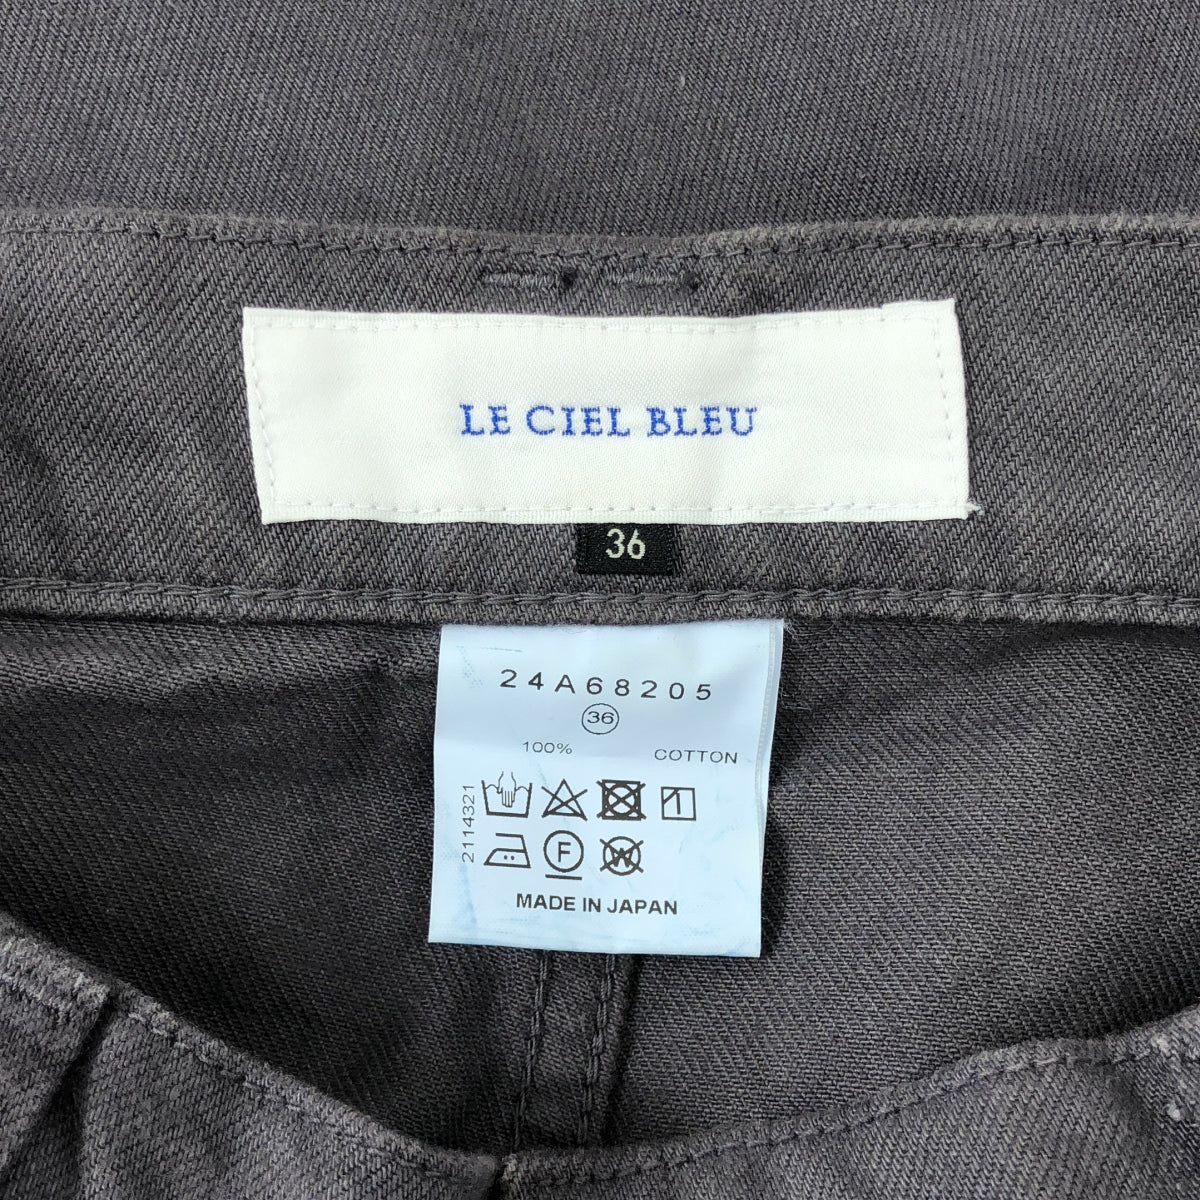 LE CIEL BLEU
36
24A68205
36
100% COTTON
2114321
F
W
MADE IN JAPAN